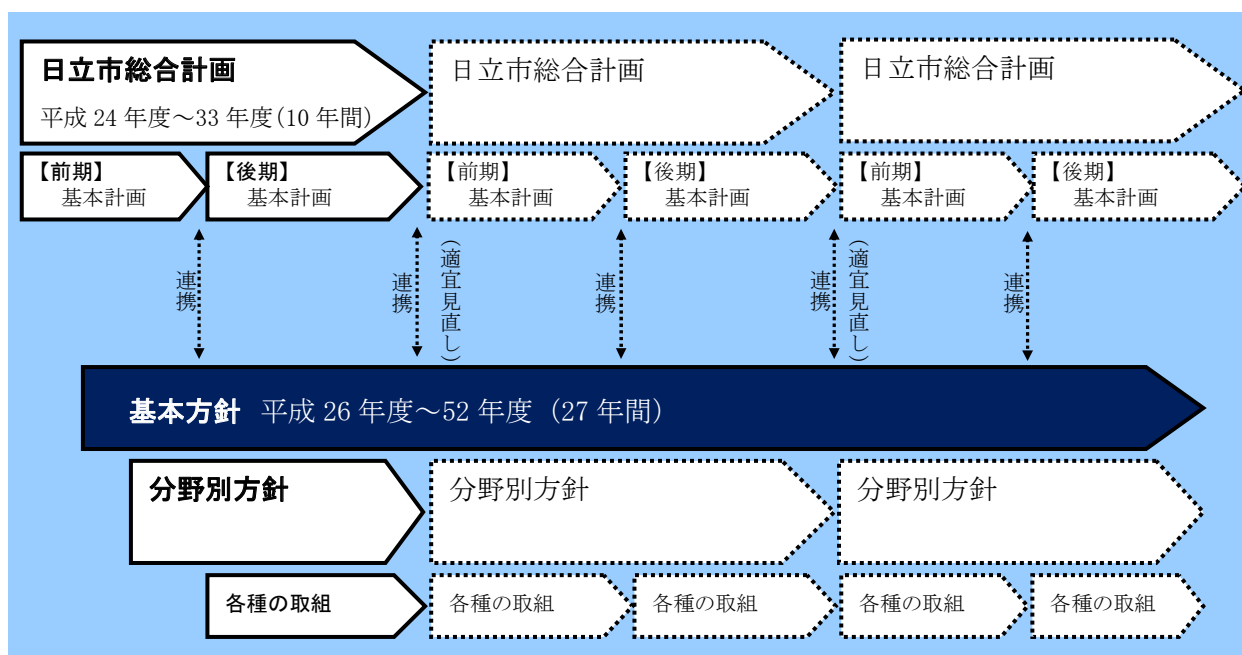 日立市総合計画
平成 24 年度～33 年度(10 年間)
日立市総合計画
日立市総合計画
【前期】
基本計画
【後期】
基本計画
【前期】
基本計画
【後期】
基本計画
【前期】
基本計画
【後期】
基本計画
連携
連携
(適宜見直し)
連携
連携
(適宜見直し)
連携
基本方針 平成 26 年度～52 年度 (27 年間)
分野別方針
分野別方針
分野別方針
各種の取組
各種の取組
各種の取組
各種の取組
各種の取組